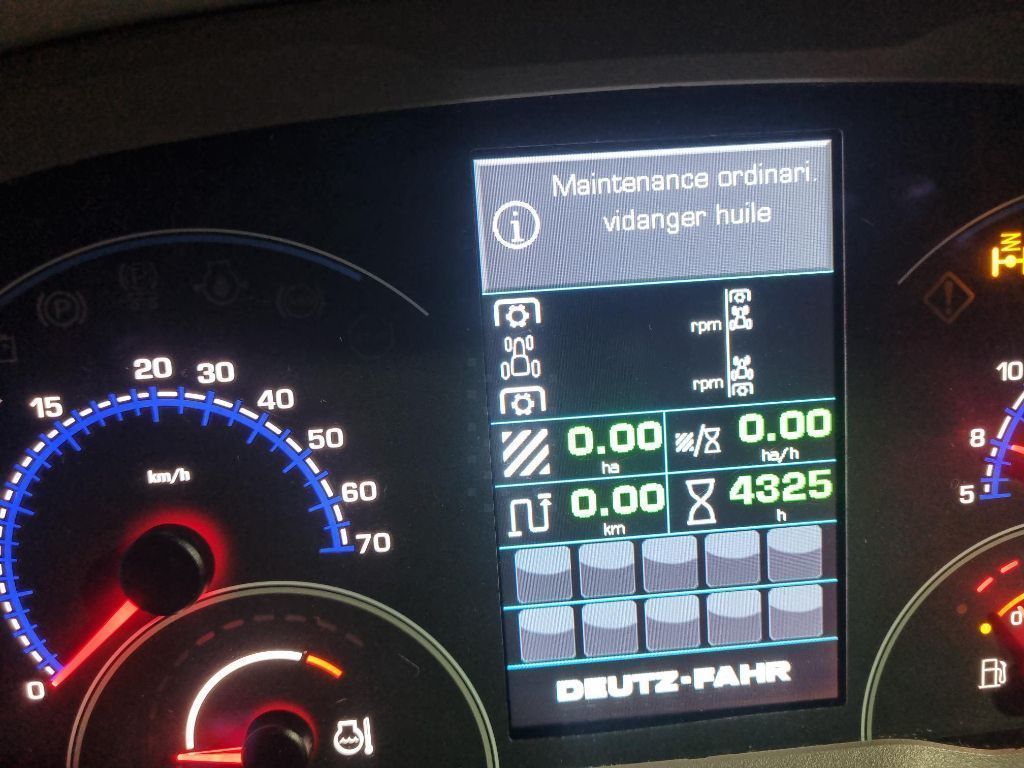 Maintenance ordinari.
vidanger huile
rpm
rpm
0.00
ha
0.00
ha/h
0.00
km
4325
h
DEUTZ-FAHR
0
15
20
30
40
50
60
70
km/h
10
8
5